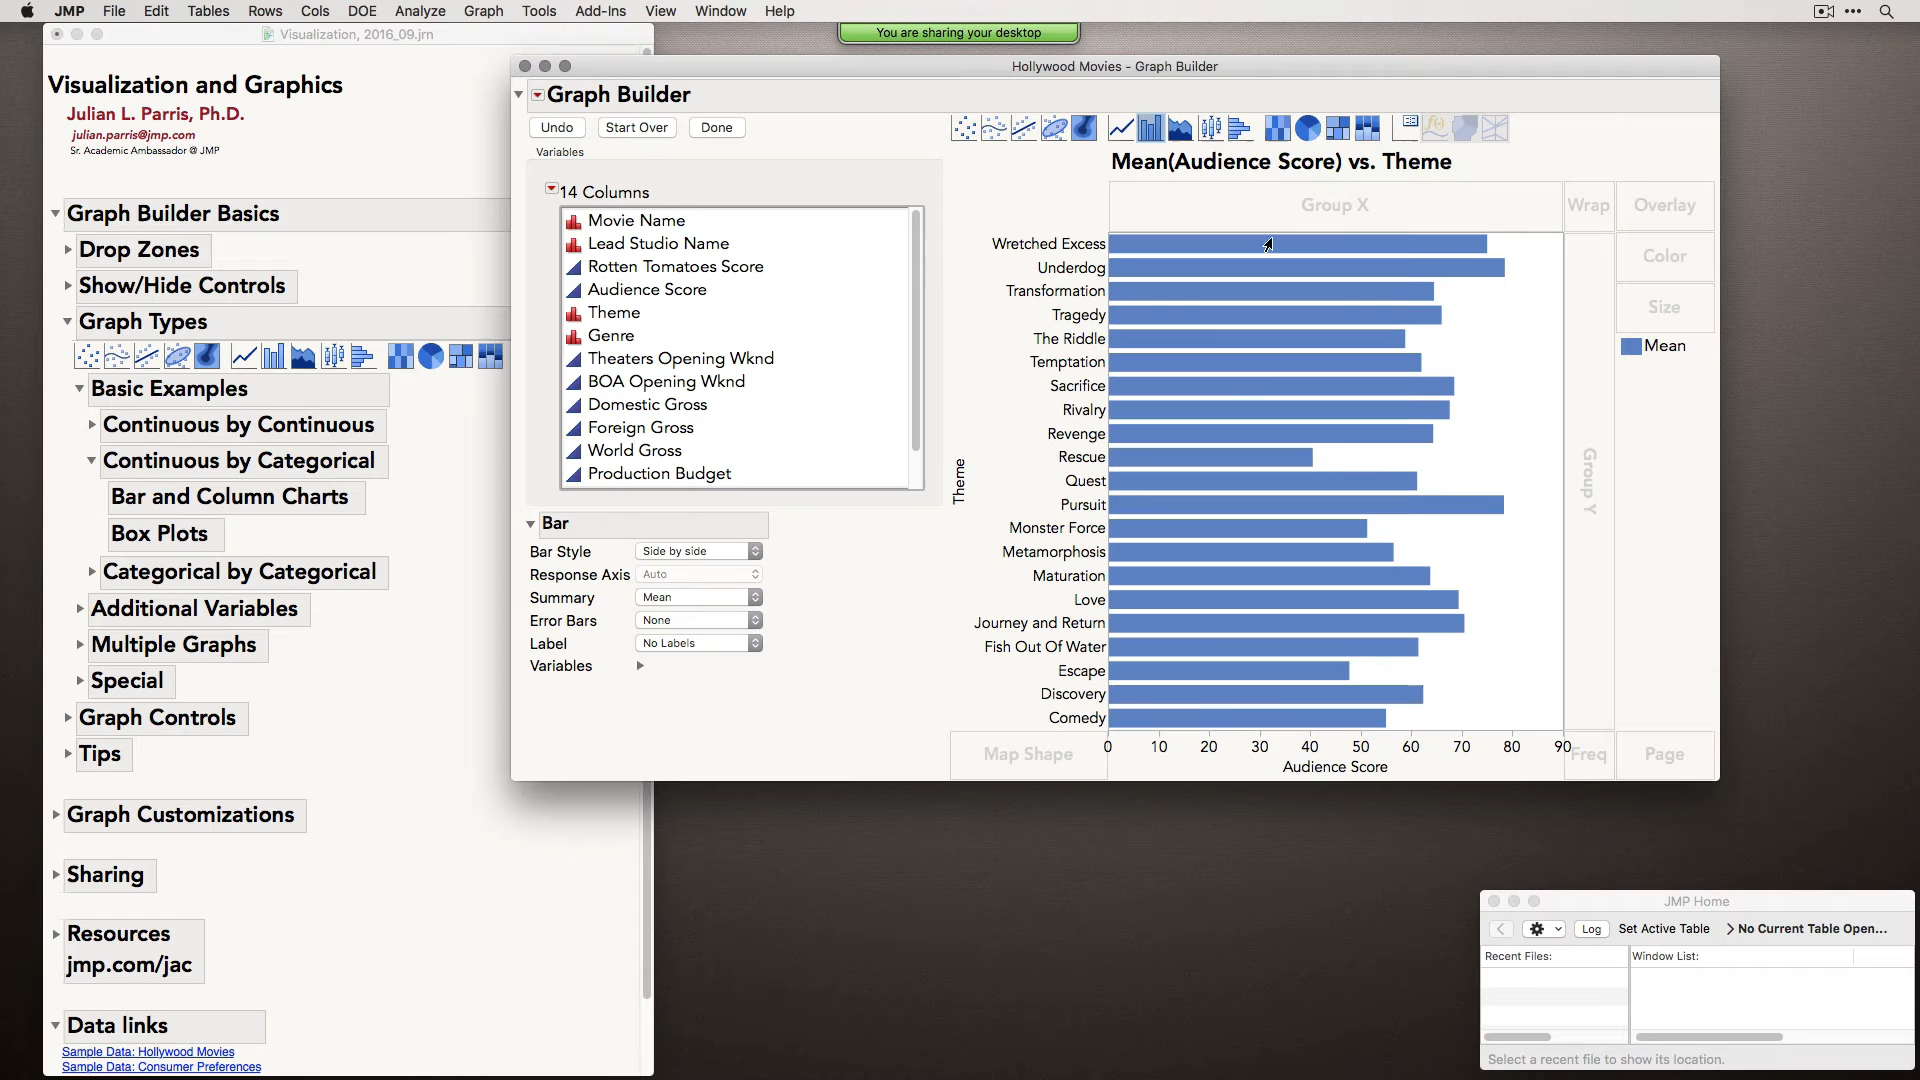 JMP File Edit Tables Rows Cols DOE Analyze Graph Tools Add-Ins View Window Help
Visualization, 2016_09.jrn
You are sharing your desktop
Visualization and Graphics
Julian L. Parris, Ph.D.
julian.parris@jmp.com
Sr. Academic Ambassador @ JMP
Graph Builder Basics
Drop Zones
Show/Hide Controls
Graph Types
Basic Examples
Continuous by Continuous
Continuous by Categorical
Bar and Column Charts
Box Plots
Categorical by Categorical
Additional Variables
Multiple Graphs
Special
Graph Controls
Tips
Graph Customizations
Sharing
Resources
jmp.com/jac
Data links
Sample Data: Hollywood Movies
Sample Data: Consumer Preferences
Hollywood Movies - Graph Builder
Graph Builder
Undo Start Over Done
Variables
14 Columns
Movie Name
Lead Studio Name
Rotten Tomatoes Score
Audience Score
Theme
Genre
Theaters Opening Wknd
BOA Opening Wknd
Domestic Gross
Foreign Gross
World Gross
Production Budget
Bar
Bar Style Side by side
Response Axis Auto
Summary Mean
Error Bars None
Label No Labels
Variables
Mean(Audience Score) vs. Theme
Group X Wrap Overlay
Color
Size
Mean
Group Y
Theme
Wretched Excess
Underdog
Transformation
Tragedy
The Riddle
Temptation
Sacrifice
Rivalry
Revenge
Rescue
Quest
Pursuit
Monster Force
Metamorphosis
Maturation
Love
Journey and Return
Fish Out Of Water
Escape
Discovery
Comedy
0 10 20 30 40 50 60 70 80 90
Audience Score
Map Shape Freq Page
JMP Home
Log Set Active Table No Current Table Open...
Recent Files: Window List:
Select a recent file to show its location.